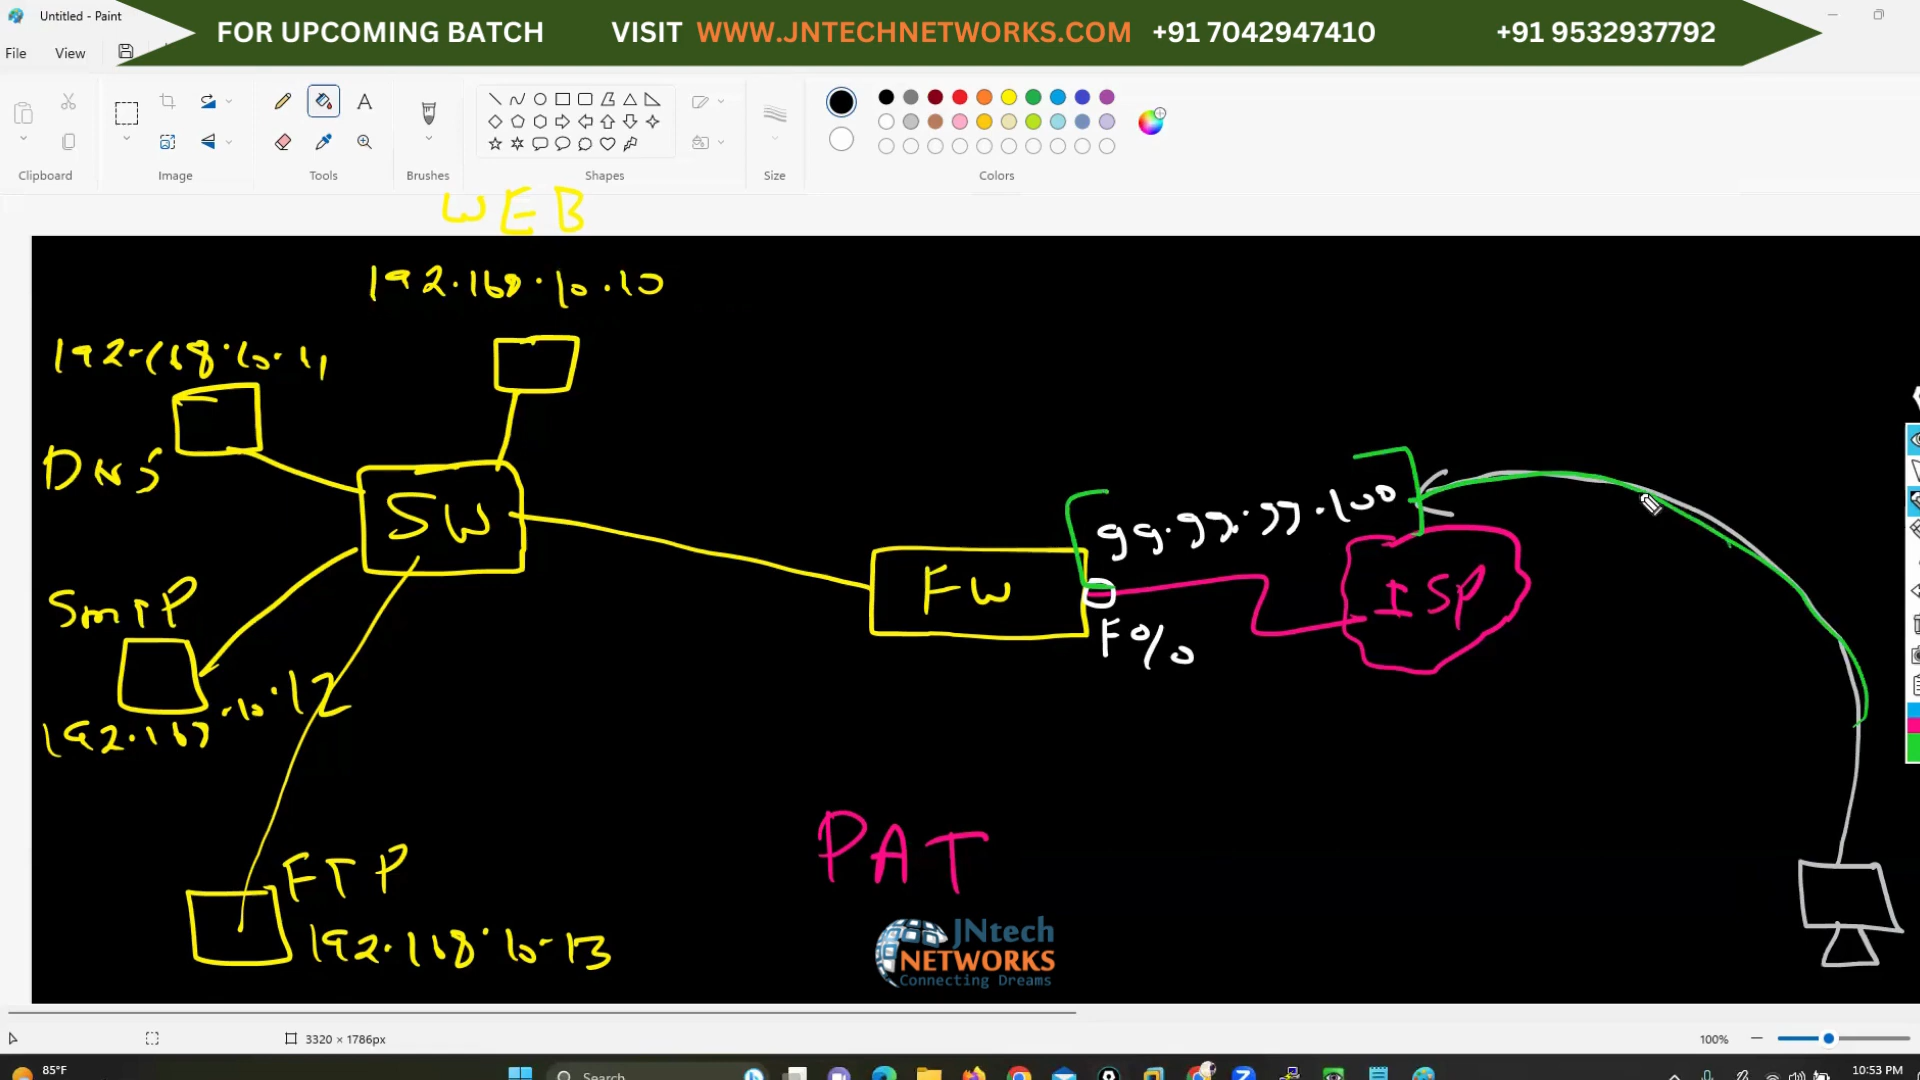 Untitled - Paint
FOR UPCOMING BATCH VISIT WWW.JNTECHNETWORKS.COM +91 7042947410 +91 9532937792
File View
Clipboard Image Tools Brushes Shapes Size Colors
WEB
192.168.10.10
192.168.10.11
DNS
SW
99.99.99.100
FW
ISP
SMTP
F0/0
192.168.10.12
PAT
FTP
192.168.10.13
JNtech
NETWORKS
Connecting Dreams
3320 × 1786px
100%
85°F
Search
10:53 PM